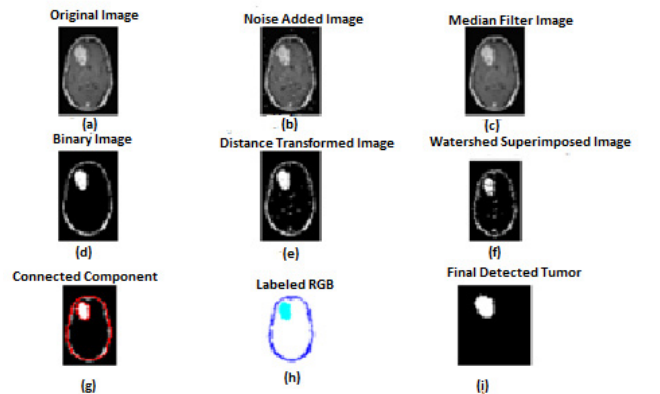 Original Image
Noise Added Image
Median Filter Image
(a)
(b)
(c)
Binary Image
Distance Transformed Image
Watershed Superimposed Image
(d)
(e)
(f)
Connected Component
Labeled RGB
Final Detected Tumor
(g)
(h)
(i)